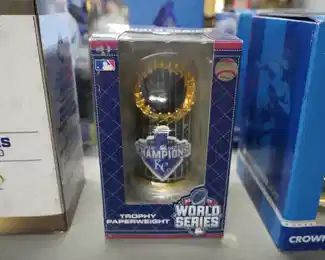 CHAMPIONS
KC
TROPHY
PAPERWEIGHT
WORLD
SERIES
CROWN